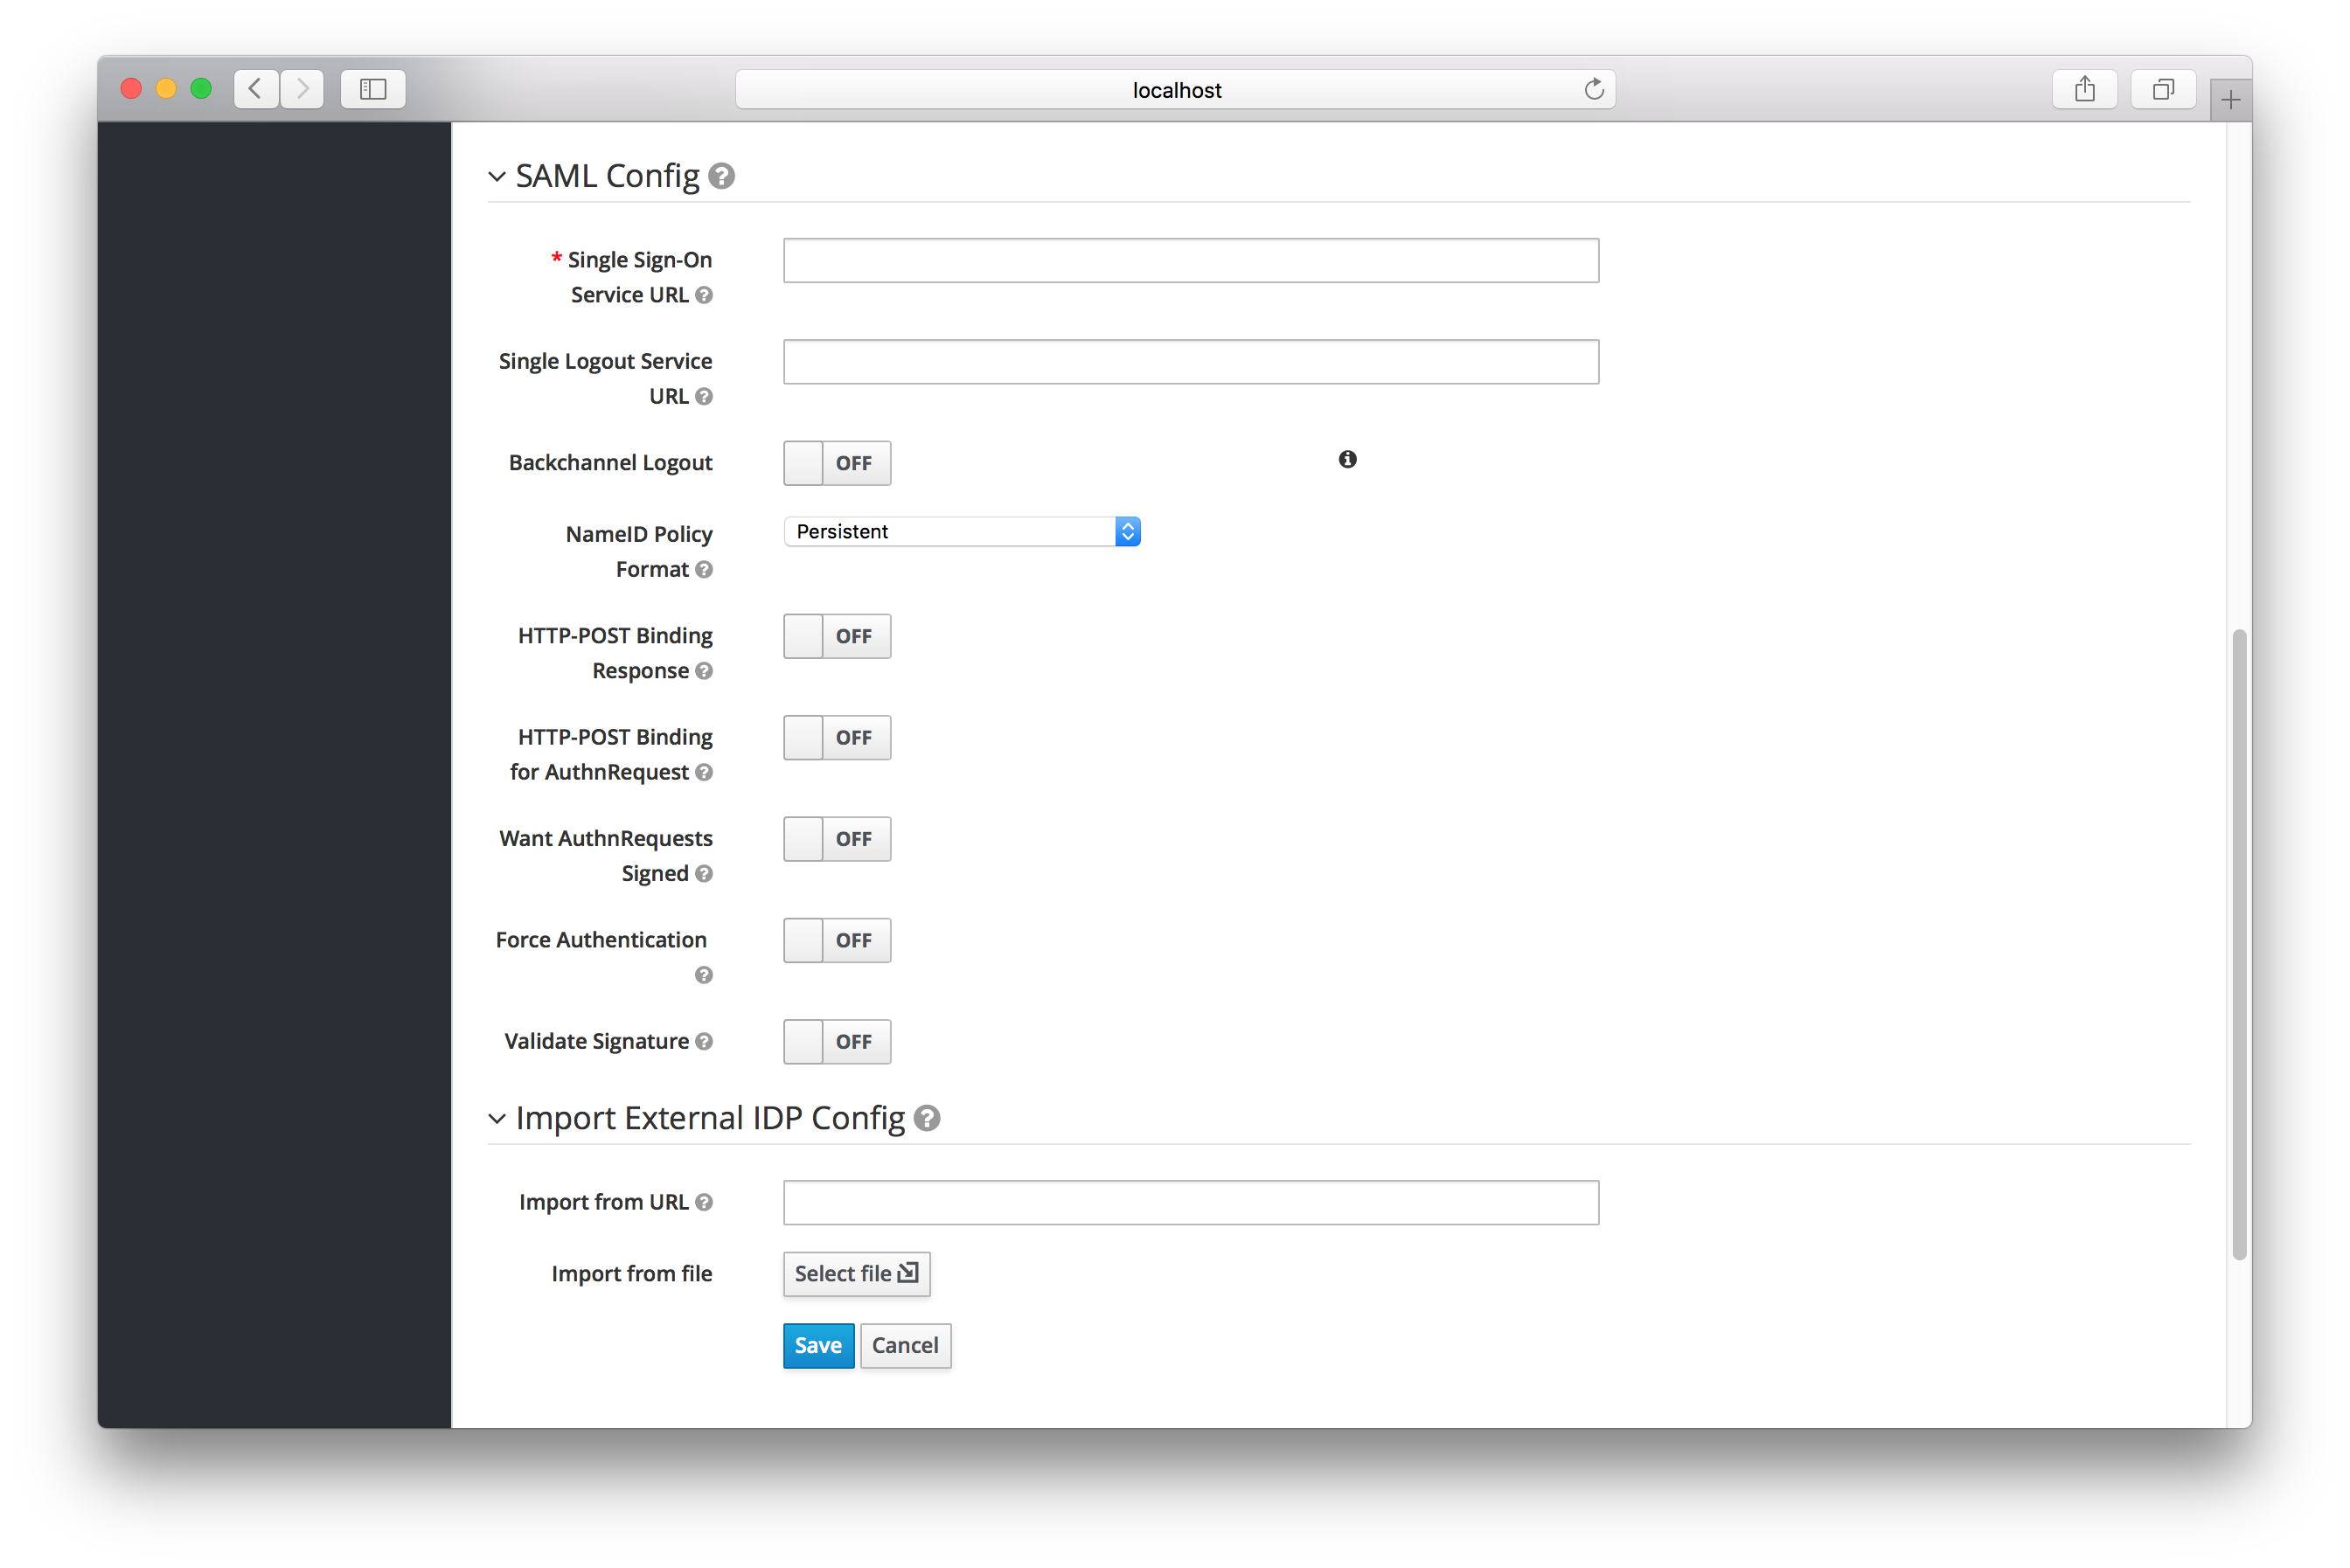 localhost
SAML Config
* Single Sign-On
Service URL
Single Logout Service
URL
Backchannel Logout
OFF
NameID Policy
Format
Persistent
HTTP-POST Binding
Response
OFF
HTTP-POST Binding
for AuthnRequest
OFF
Want AuthnRequests
Signed
OFF
Force Authentication
OFF
Validate Signature
OFF
Import External IDP Config
Import from URL
Import from file
Select file
Save
Cancel